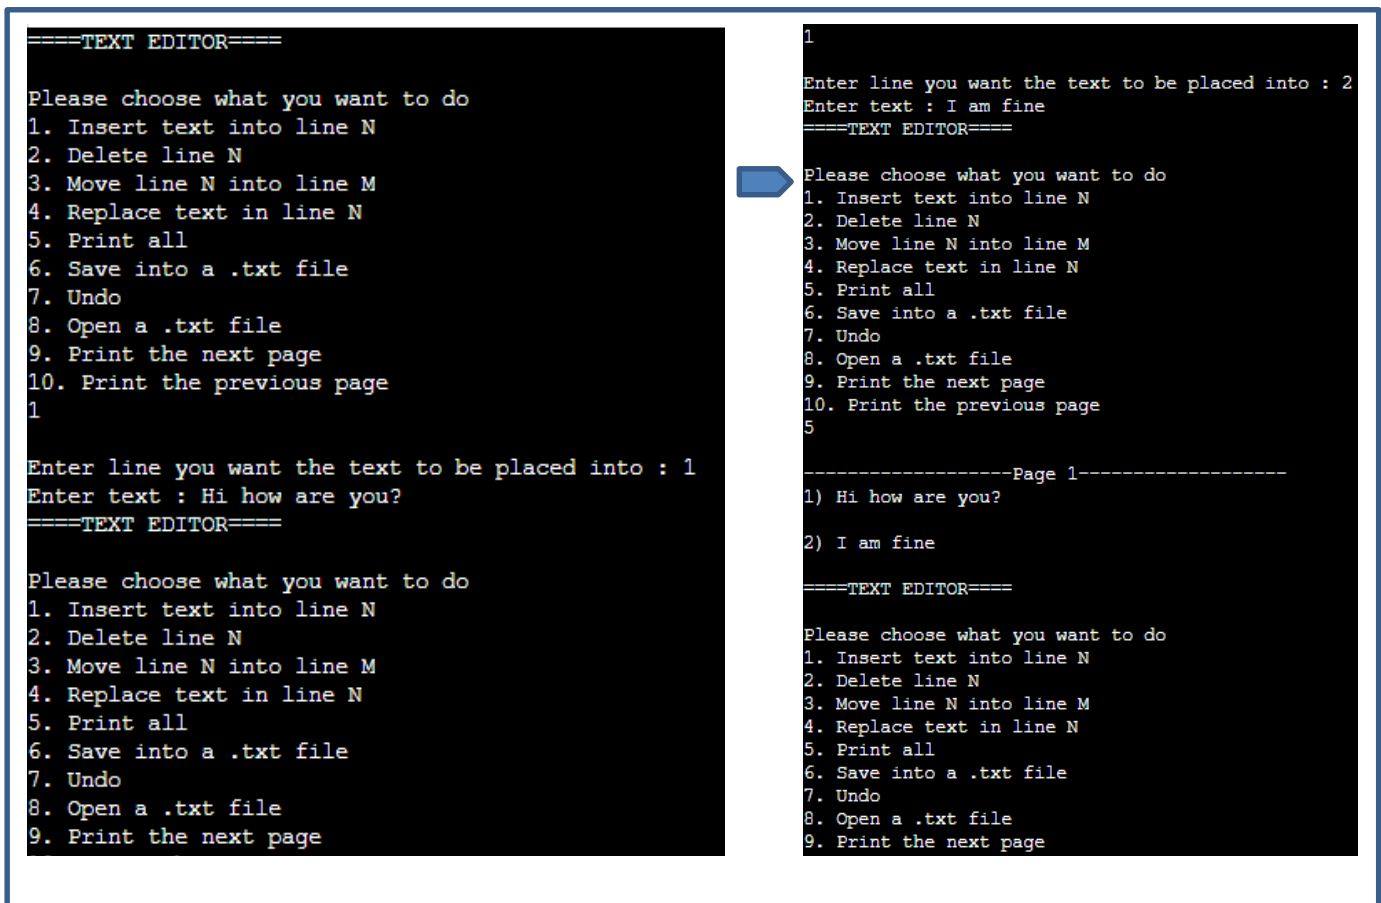 ====TEXT EDITOR====
Please choose what you want to do
1. Insert text into line N
2. Delete line N
3. Move line N into line M
4. Replace text in line N
5. Print all
6. Save into a .txt file
7. Undo
8. Open a .txt file
9. Print the next page
10. Print the previous page
1
Enter line you want the text to be placed into : 1
Enter text : Hi how are you?
====TEXT EDITOR====
Please choose what you want to do
1. Insert text into line N
2. Delete line N
3. Move line N into line M
4. Replace text in line N
5. Print all
6. Save into a .txt file
7. Undo
8. Open a .txt file
9. Print the next page
1
Enter line you want the text to be placed into : 2
Enter text : I am fine
====TEXT EDITOR====
Please choose what you want to do
1. Insert text into line N
2. Delete line N
3. Move line N into line M
4. Replace text in line N
5. Print all
6. Save into a .txt file
7. Undo
8. Open a .txt file
9. Print the next page
10. Print the previous page
5
-------------------Page 1-------------------
1) Hi how are you?
2) I am fine
====TEXT EDITOR====
Please choose what you want to do
1. Insert text into line N
2. Delete line N
3. Move line N into line M
4. Replace text in line N
5. Print all
6. Save into a .txt file
7. Undo
8. Open a .txt file
9. Print the next page